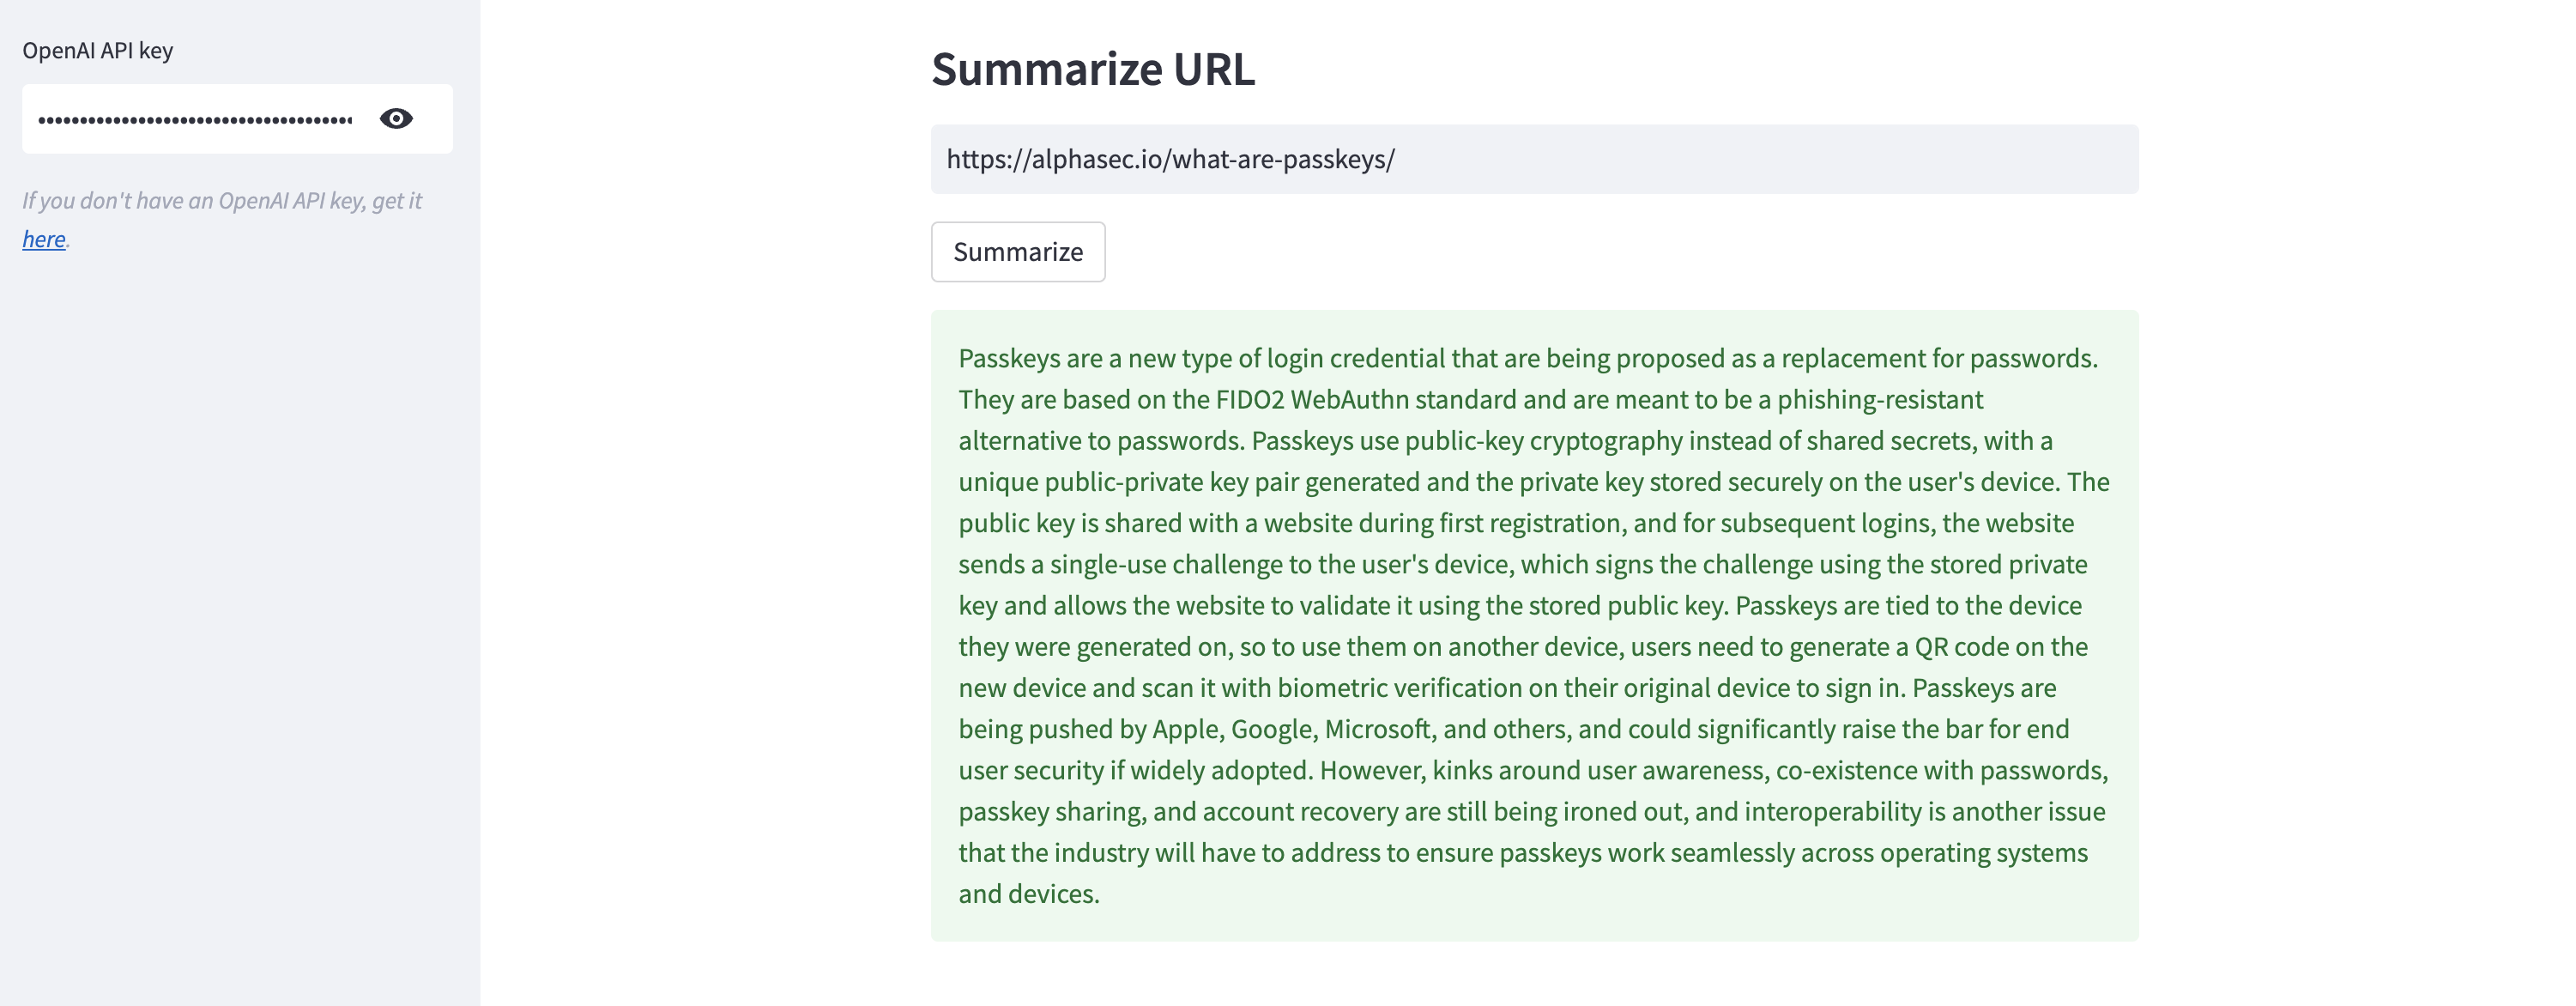 OpenAI API key
••••••••••••••••••••••••••••••••••••••
If you don't have an OpenAI API key, get it
here.
Summarize URL
https://alphasec.io/what-are-passkeys/
Summarize
Passkeys are a new type of login credential that are being proposed as a replacement for passwords.
They are based on the FIDO2 WebAuthn standard and are meant to be a phishing-resistant
alternative to passwords. Passkeys use public-key cryptography instead of shared secrets, with a
unique public-private key pair generated and the private key stored securely on the user's device. The
public key is shared with a website during first registration, and for subsequent logins, the website
sends a single-use challenge to the user's device, which signs the challenge using the stored private
key and allows the website to validate it using the stored public key. Passkeys are tied to the device
they were generated on, so to use them on another device, users need to generate a QR code on the
new device and scan it with biometric verification on their original device to sign in. Passkeys are
being pushed by Apple, Google, Microsoft, and others, and could significantly raise the bar for end
user security if widely adopted. However, kinks around user awareness, co-existence with passwords,
passkey sharing, and account recovery are still being ironed out, and interoperability is another issue
that the industry will have to address to ensure passkeys work seamlessly across operating systems
and devices.